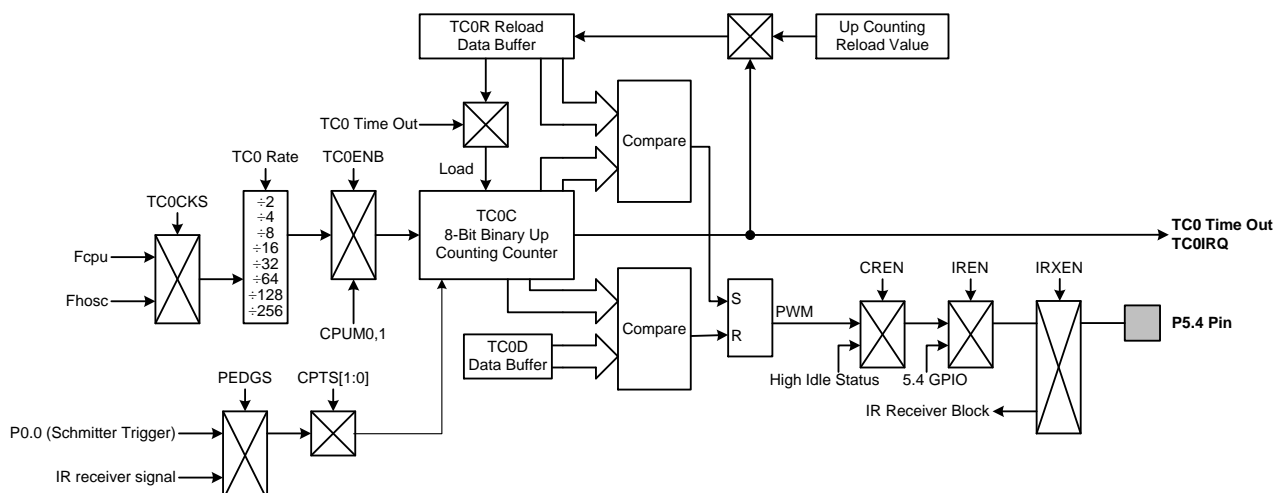 TC0R Reload
Data Buffer
Up Counting
Reload Value
TC0 Time Out
Load
Compare
TC0 Rate
TC0ENB
TC0CKS
÷2
÷4
÷8
÷16
÷32
÷64
÷128
÷256
Fcpu
Fhosc
CPUM0,1
TC0C
8-Bit Binary Up
Counting Counter
TC0 Time Out
TC0IRQ
Compare
TC0D
Data Buffer
S
R
PWM
CREN
IREN
IRXEN
High Idle Status
5.4 GPIO
P5.4 Pin
IR Receiver Block
PEDGS
CPTS[1:0]
P0.0 (Schmitter Trigger)
IR receiver signal